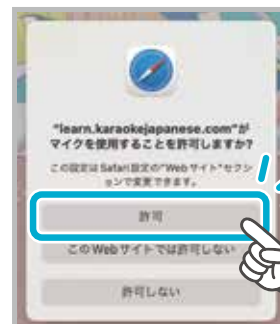 "learn.karaokejapanese.com"が
マイクを使用することを許可しますか?
この設定はSafari設定の"Webサイト"セクシ
ョンで変更できます。
許可
このWebサイトでは許可しない
許可しない